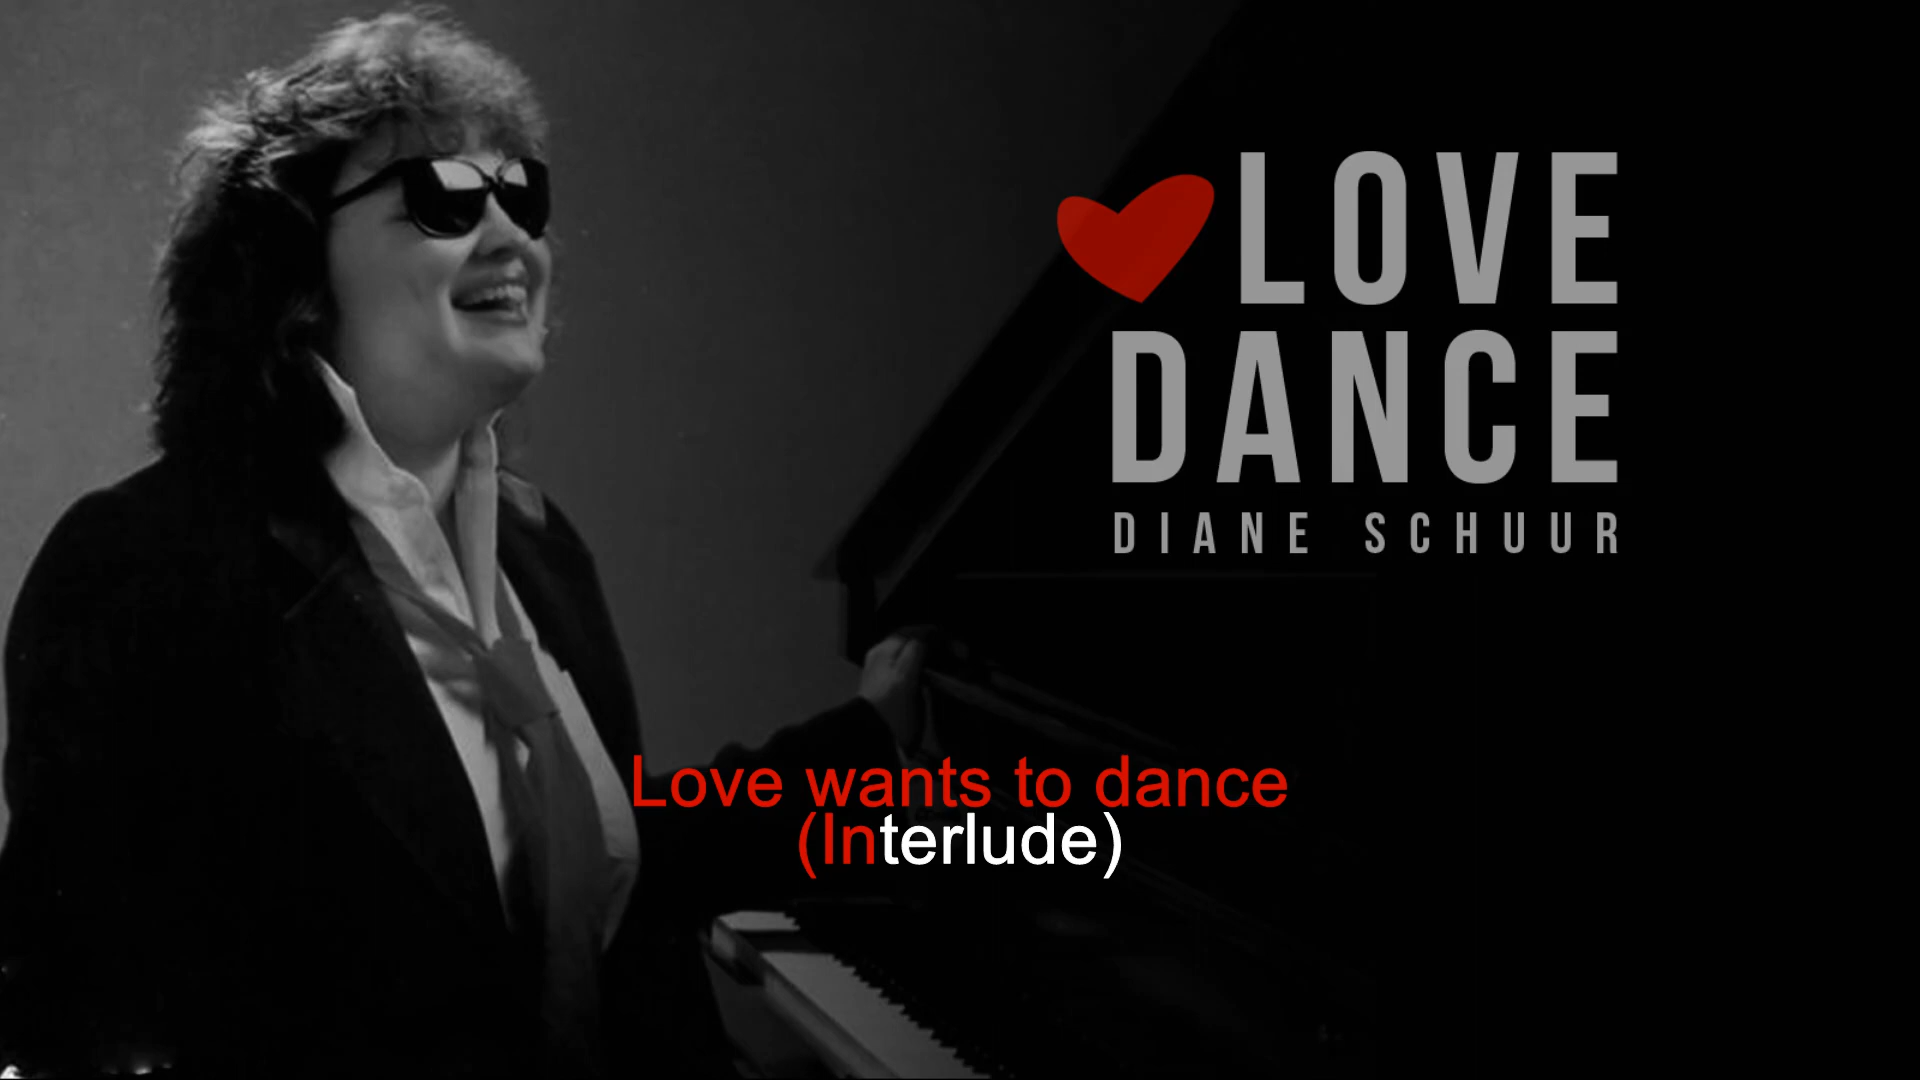 LOVE
DANCE
DIANE SCHUUR
Love wants to dance
(Interlude)